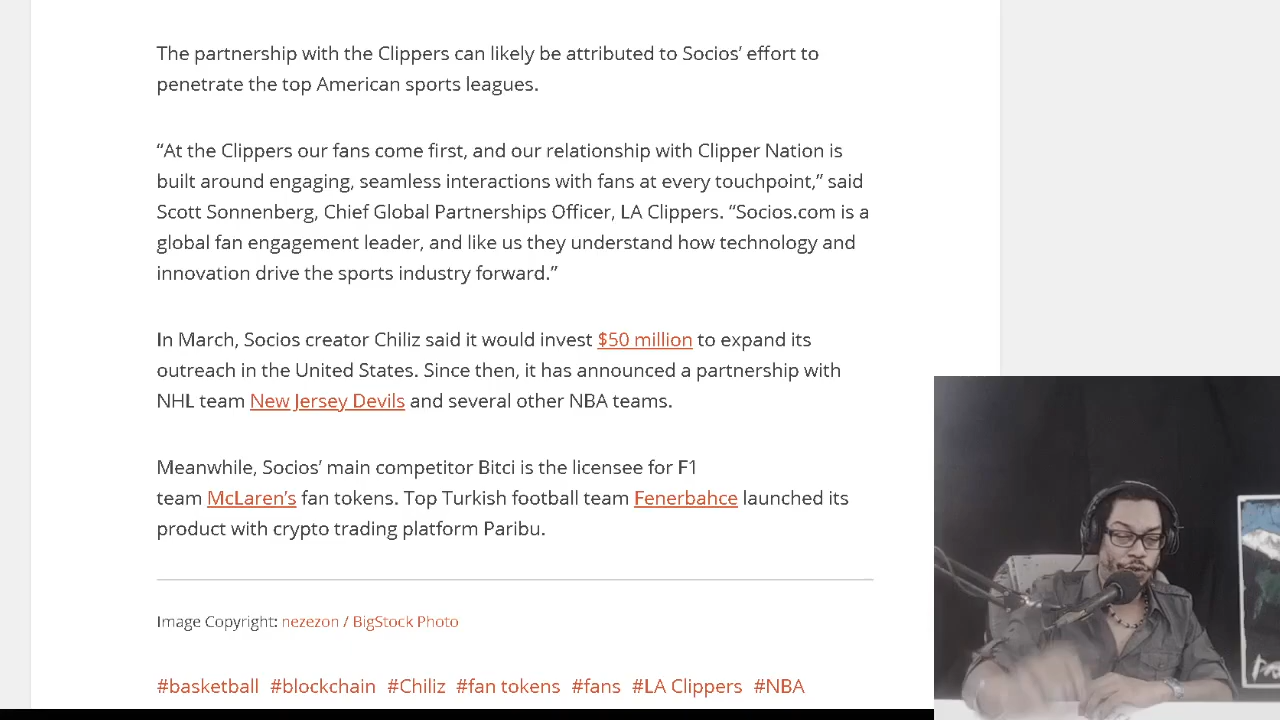 The partnership with the Clippers can likely be attributed to Socios’ effort to
penetrate the top American sports leagues.
“At the Clippers our fans come first, and our relationship with Clipper Nation is
built around engaging, seamless interactions with fans at every touchpoint,” said
Scott Sonnenberg, Chief Global Partnerships Officer, LA Clippers. “Socios.com is a
global fan engagement leader, and like us they understand how technology and
innovation drive the sports industry forward.”
In March, Socios creator Chiliz said it would invest $50 million to expand its
outreach in the United States. Since then, it has announced a partnership with
NHL team New Jersey Devils and several other NBA teams.
Meanwhile, Socios’ main competitor Bitci is the licensee for F1
team McLaren’s fan tokens. Top Turkish football team Fenerbahce launched its
product with crypto trading platform Paribu.
Image Copyright: nezezon / BigStock Photo
#basketball #blockchain #Chiliz #fan tokens #fans #LA Clippers #NBA